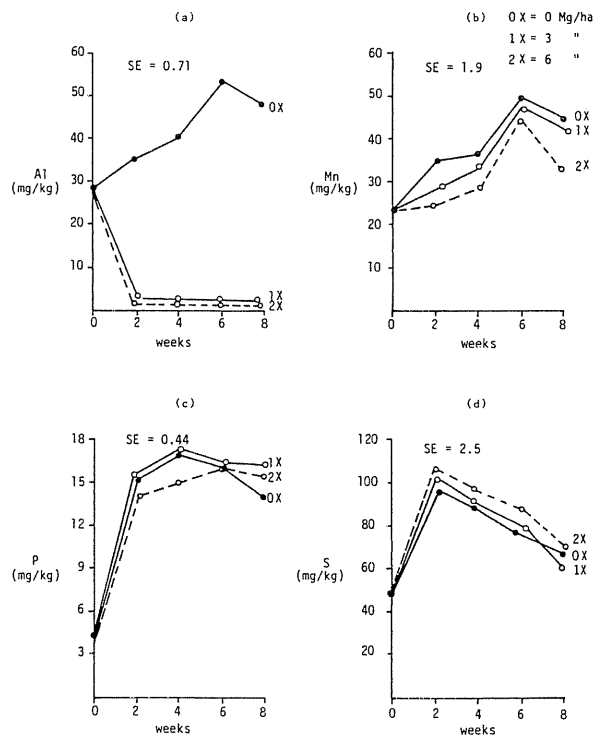 (a)
60
SE = 0.71
50
0X
40
Al
(mg/kg)
30
20
10
1X
2X
0 2 4 6 8
weeks
(b)
0X = 0 Mg/ha
1X = 3 "
2X = 6 "
60
SE = 1.9
50
0X
1X
40
Mn
(mg/kg)
2X
30
20
10
0 2 4 6 8
weeks
(c)
18
SE = 0.44
1X
2X
15
0X
12
9
P
(mg/kg)
6
3
0 2 4 6 8
weeks
(d)
120
SE = 2.5
100
80
2X
0X
1X
60
S
(mg/kg)
40
20
0 2 4 6 8
weeks